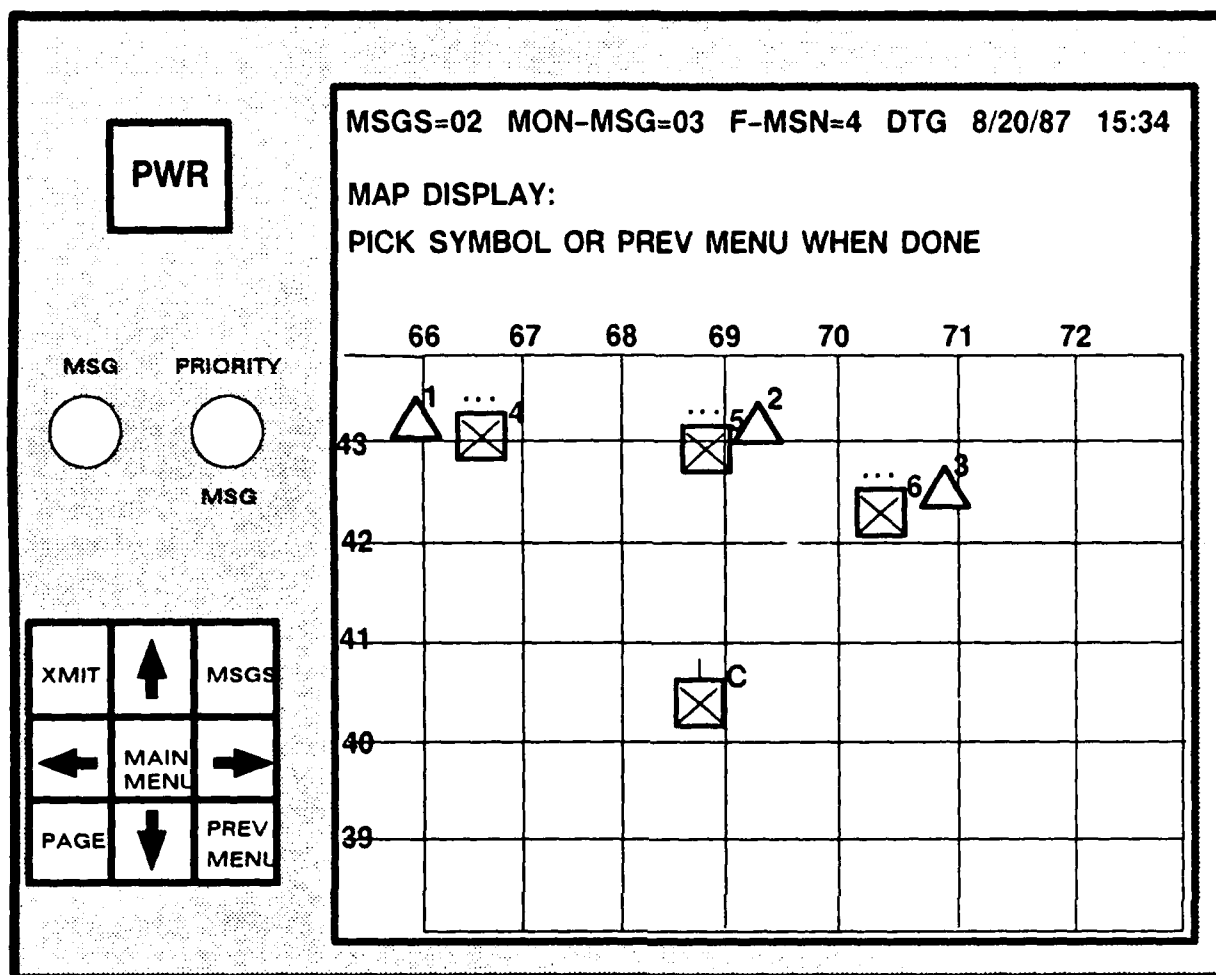 PWR
MSGS=02 MON-MSG=03 F-MSN=4 DTG 8/20/87 15:34
MAP DISPLAY:
PICK SYMBOL OR PREV MENU WHEN DONE
MSG PRIORITY
MSG
66 67 68 69 70 71 72
1 4 5 2
43
6 3
42
41
C
40
39
XMIT MSGS
MAIN
MENU
PAGE PREV
MENU